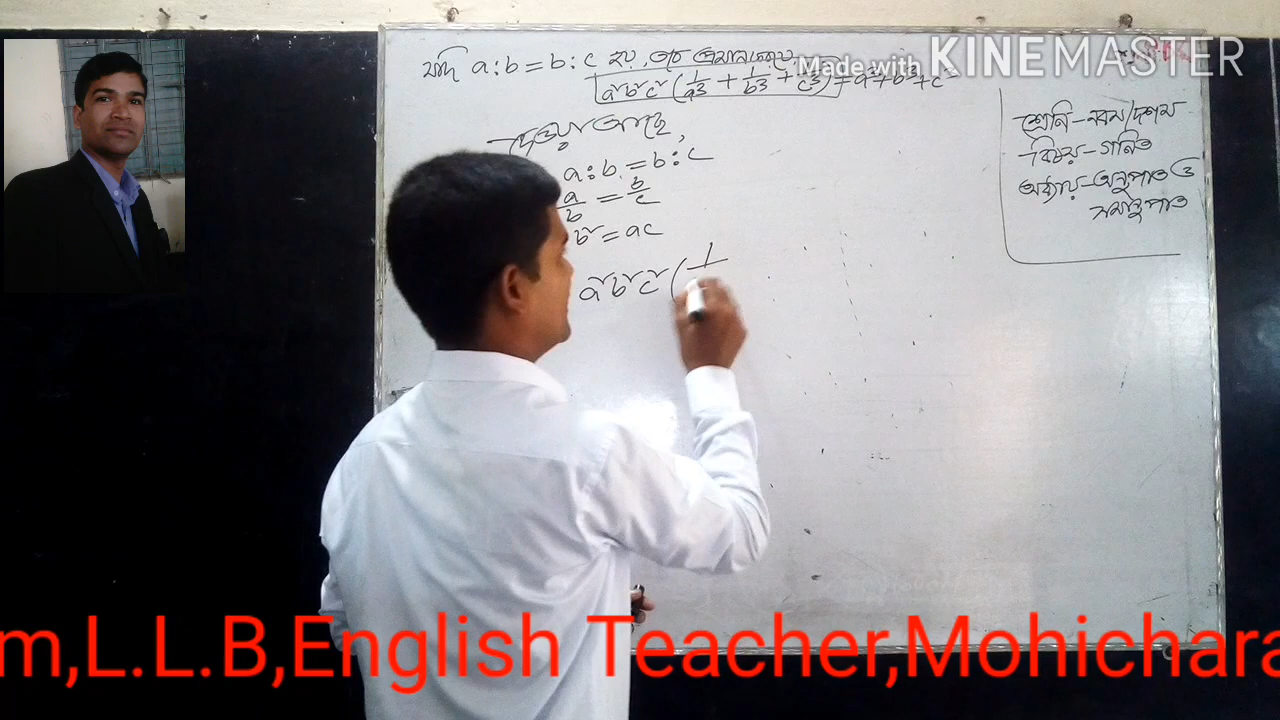 যদি a:b = b:c হয়, তবে প্রমাণ কর যে,
a²b²c² (1/a³ + 1/b³ + 1/c³) = a³+b³+c³
Made with KINEMASTER
দেওয়া আছে,
a:b = b:c
a/b = b/c
b² = ac
a²b²c² (1/
শ্রেণি-নবম/দশম
বিষয়-গণিত
অধ্যায়-অনুপাত ও
সমানুপাত
m,L.L.B,English Teacher,Mohichara